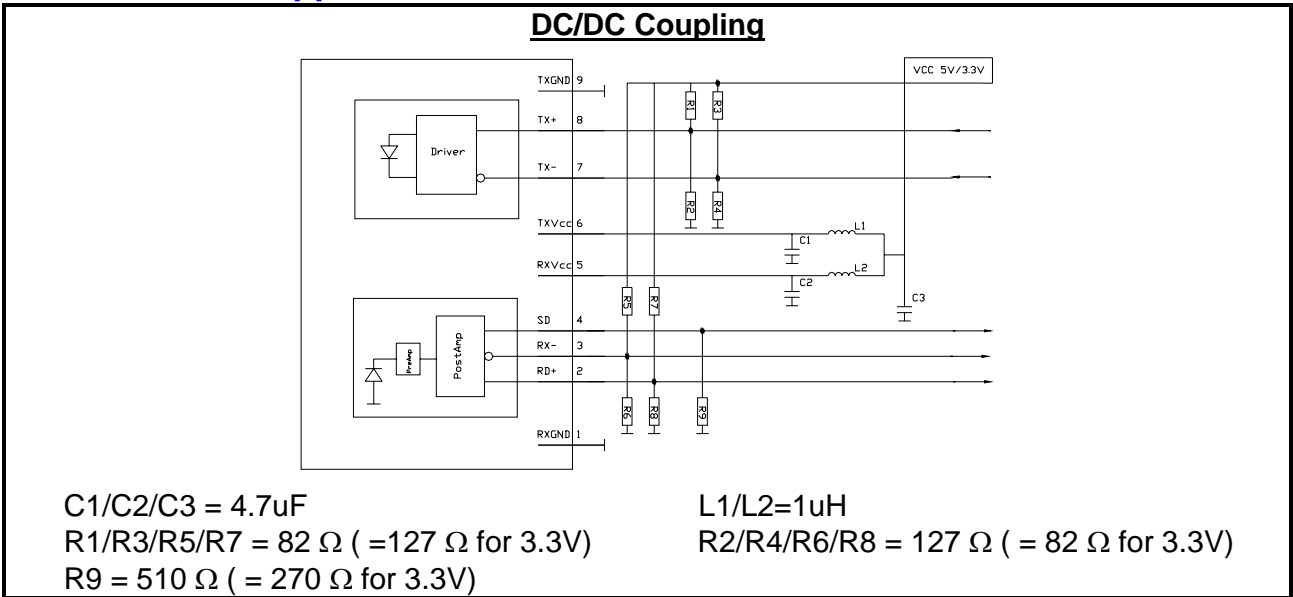 DC/DC Coupling
VCC 5V/3.3V
TXGND 9
R1 R3
TX+ 8
Driver
TX- 7
R2 R4
TXVcc 6
C1 L1
RXVcc 5
C2 L2
R5 R7
C3
SD 4
RX- 3
PreAmp PostAmp
RD+ 2
R6 R8 R9
RXGND 1
C1/C2/C3 = 4.7uF L1/L2=1uH
R1/R3/R5/R7 = 82 Ω ( =127 Ω for 3.3V) R2/R4/R6/R8 = 127 Ω ( = 82 Ω for 3.3V)
R9 = 510 Ω ( = 270 Ω for 3.3V)